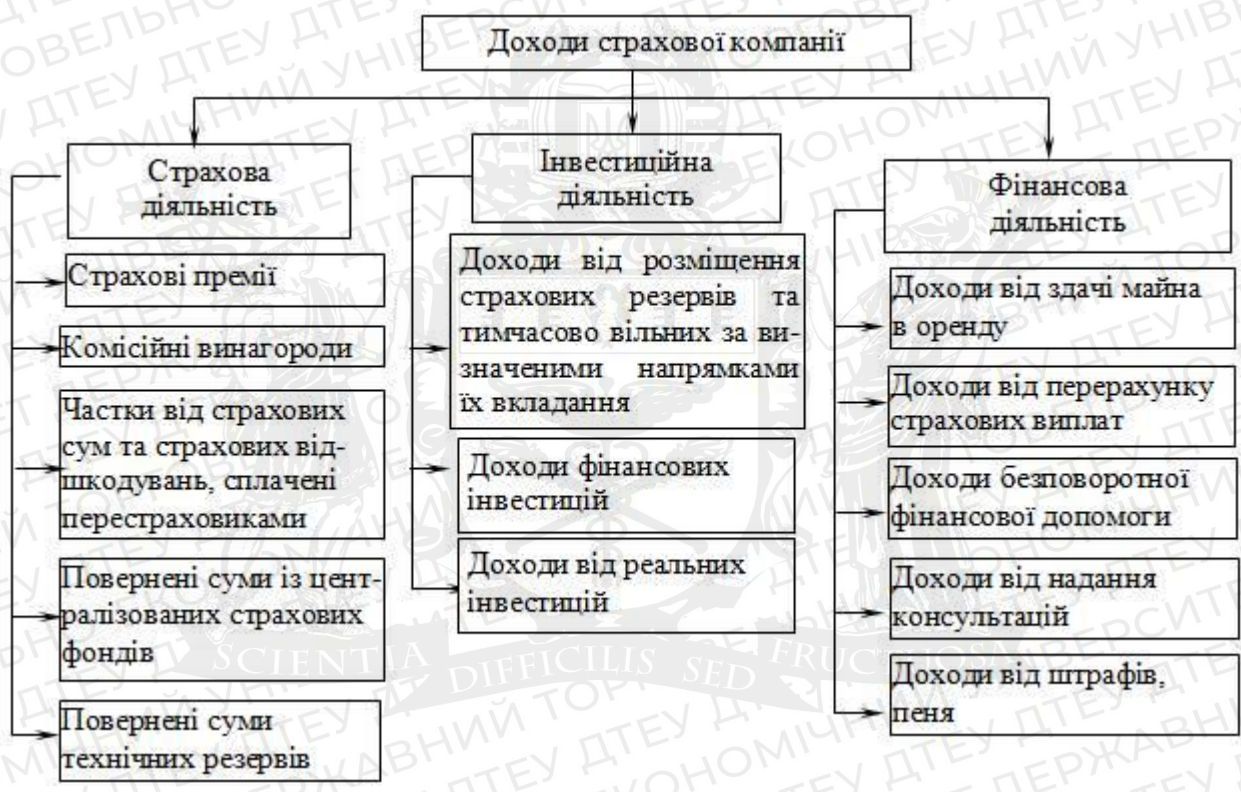 Доходи страхової компанії
Страхова
діяльність
Страхові премії
Комісійні винагороди
Частки від страхових
сум та страхових від-
шкодувань, сплачені
перестраховиками
Повернені суми із цент-
ралізованих страхових
фондів
Повернені суми
технічних резервів
Інвестиційна
діяльність
Доходи від розміщення
страхових резервів та
тимчасово вільних за ви-
значеними напрямками
їх вкладання
Доходи фінансових
інвестицій
Доходи від реальних
інвестицій
Фінансова
діяльність
Доходи від здачі майна
в оренду
Доходи від перерахунку
страхових виплат
Доходи безповоротної
фінансової допомоги
Доходи від надання
консультацій
Доходи від штрафів,
пеня
SCIENTIA DIFFICILIS SED FRUCTUOSA